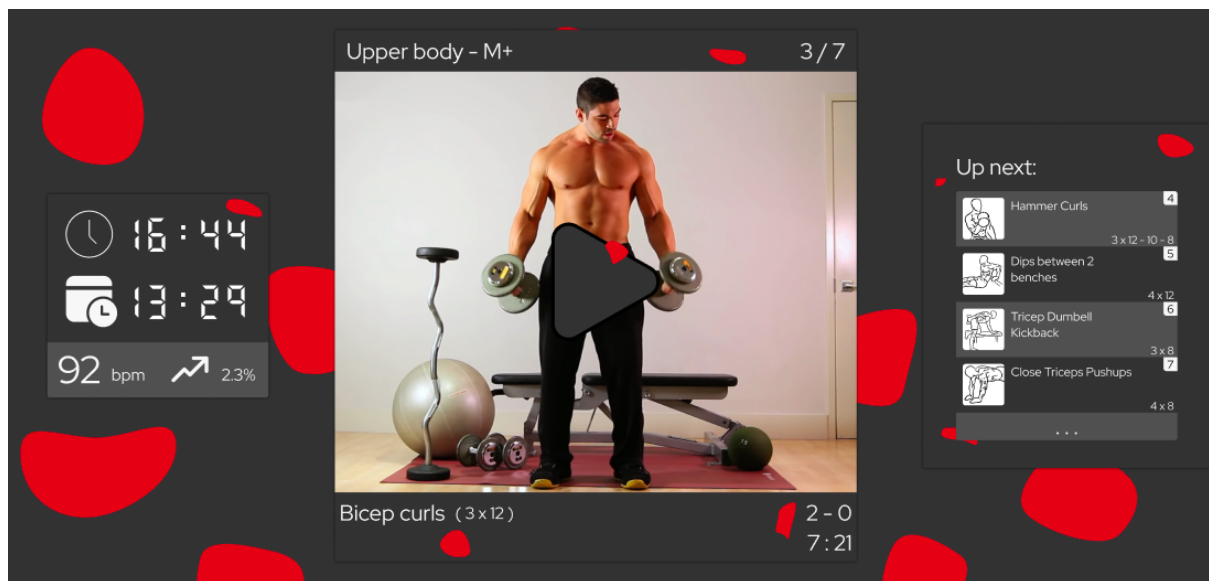 16:44
13:29
92 bpm 2.3%
Upper body - M+ 3/7
Bicep curls (3x12) 2-0
7:21
Up next:
Hammer Curls 4
3 x 12 - 10 - 8
Dips between 2 5
benches
4 x 12
Tricep Dumbell 6
Kickback
3 x 8
Close Triceps Pushups 7
4 x 8
...